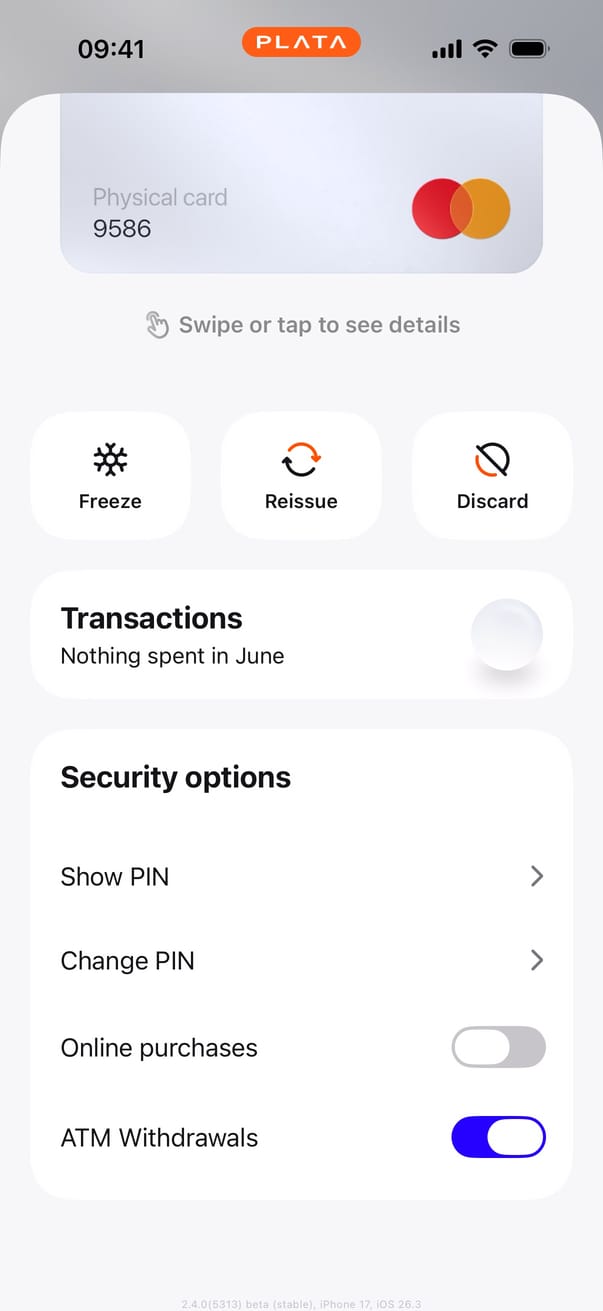 09:41
PLATA
Physical card
9586
Swipe or tap to see details
Freeze
Reissue
Discard
Transactions
Nothing spent in June
Security options
Show PIN
Change PIN
Online purchases
ATM Withdrawals
2.4.0(5313) beta (stable), iPhone 17, iOS 26.3